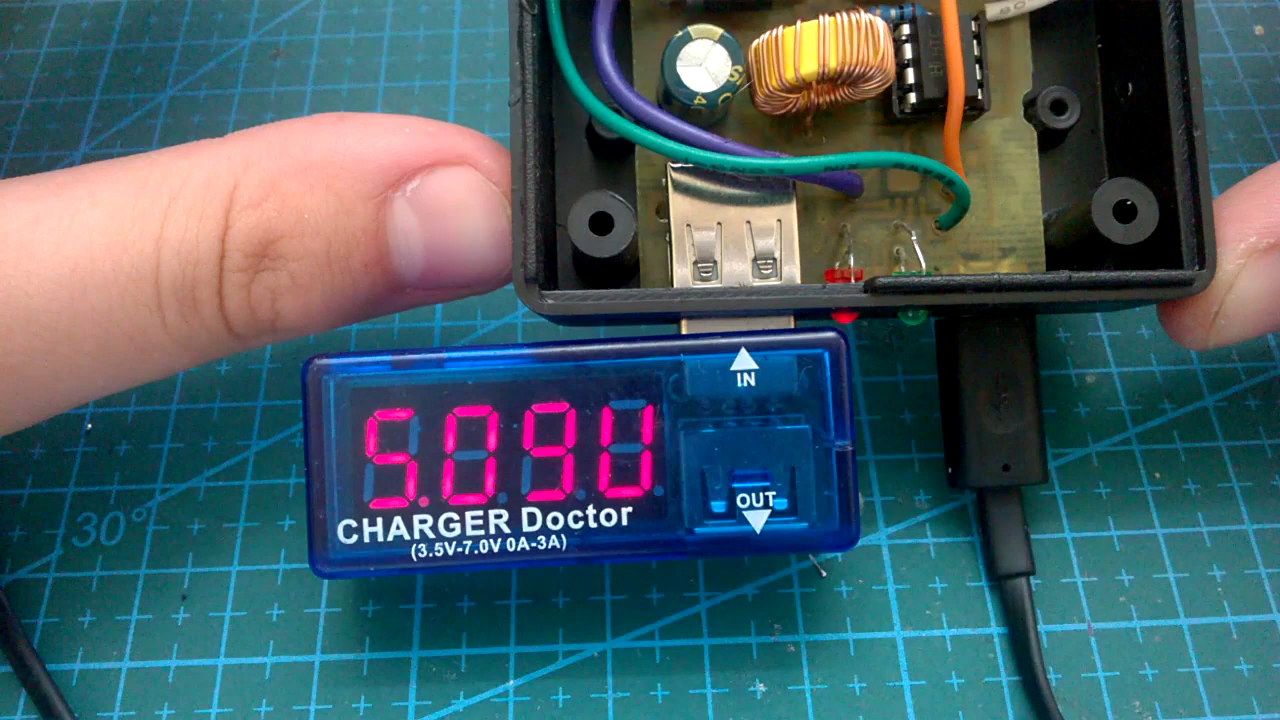 IN
5.09U
OUT
CHARGER Doctor
(3.5V-7.0V 0A-3A)
30°